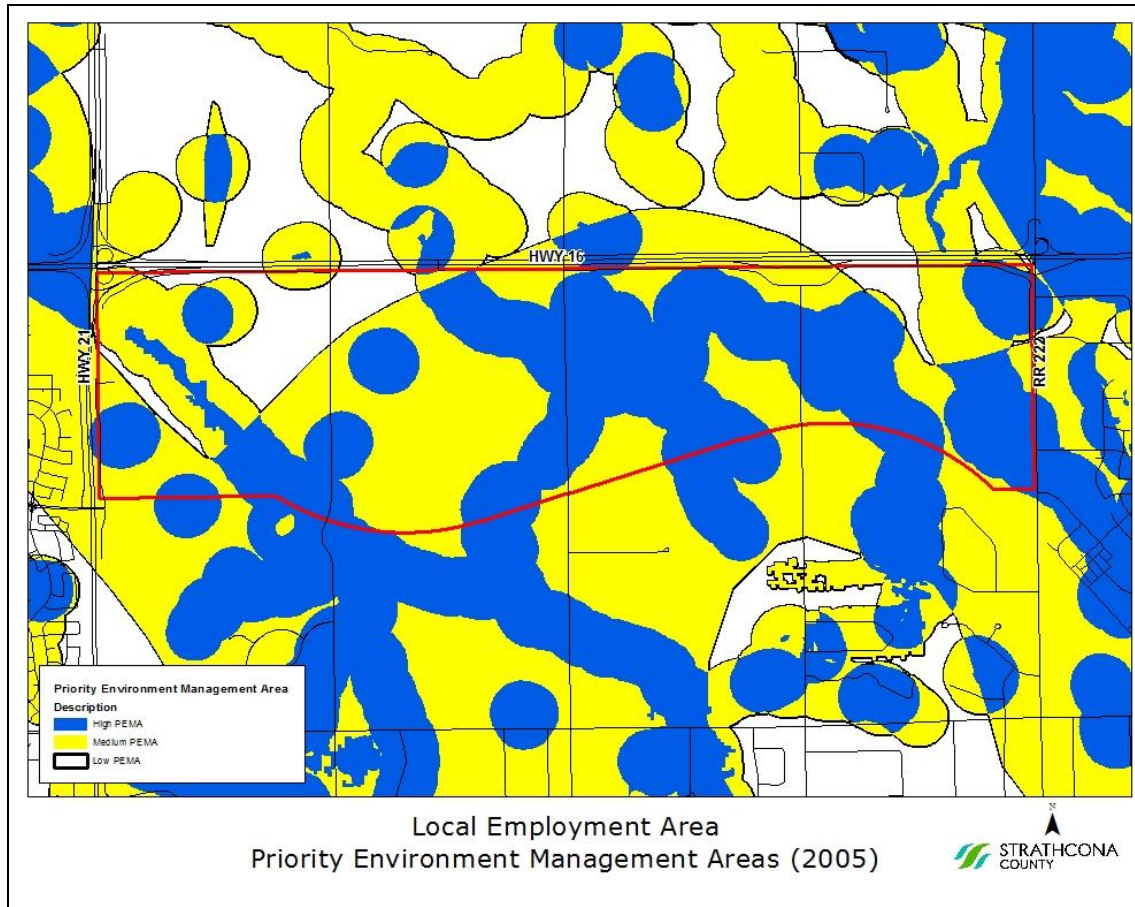 HWY 16
HWY 21
RR 222
Priority Environment Management Area
Description
High PEMA
Medium PEMA
Low PEMA
Local Employment Area
Priority Environment Management Areas (2005)
N
STRATHCONA
COUNTY